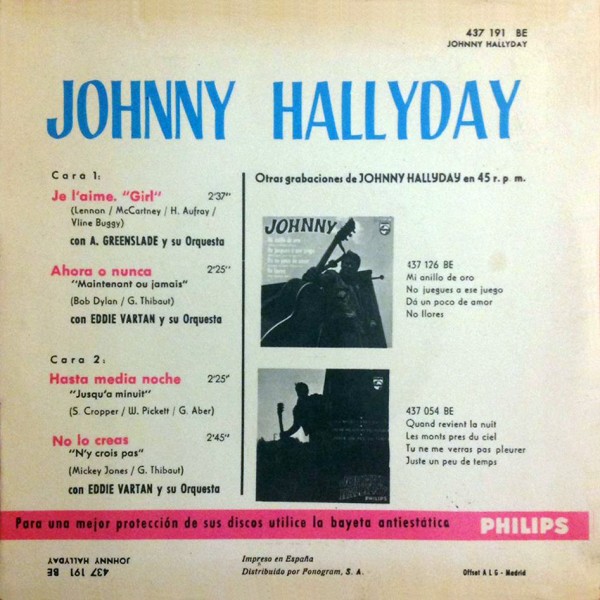 437 191 BE
JOHNNY HALLYDAY
JOHNNY HALLYDAY
Cara 1:
Je l'aime. "Girl" 2'37"
(Lennon / McCartney / H. Aufray /
Vline Buggy)
con A. GREENSLADE y su Orquesta
Ahora o nunca 2'25"
"Maintenant ou jamais"
(Bob Dylan / G. Thibaut)
con EDDIE VARTAN y su Orquesta
Cara 2:
Hasta media noche 2'25"
"Jusqu'a minuit"
(S. Cropper / W. Pickett / G. Aber)
No lo creas 2'45"
"N'y crois pas"
(Mickey Jones / G. Thibaut)
con EDDIE VARTAN y su Orquesta
Otras grabaciones de JOHNNY HALLYDAY en 45 r. p m.
JOHNNY
437 126 BE
Mi anillo de oro
No juegues a ese juego
Dá un poco de amor
No llores
437 054 BE
Quand revient la nuit
Les monts pres du ciel
Tu ne me verras pas pleurer
Juste un peu de temps
Para una mejor protección de sus discos utilice la bayeta antiestática PHILIPS
437 191 BE
JOHNNY HALLYDAY
Impreso en España
Distribuido por Fonogram, S. A.
Offset A L G - Madrid